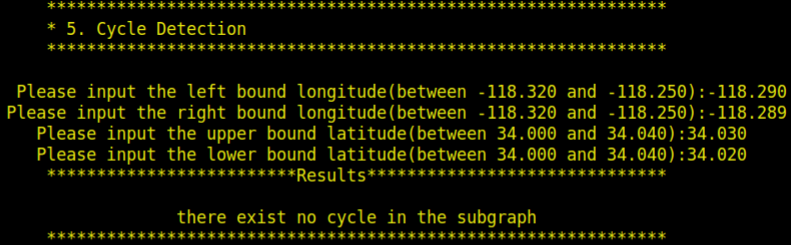 **************************************************************
* 5. Cycle Detection
**************************************************************
Please input the left bound longitude(between -118.320 and -118.250):-118.290
Please input the right bound longitude(between -118.320 and -118.250):-118.289
Please input the upper bound latitude(between 34.000 and 34.040):34.030
Please input the lower bound latitude(between 34.000 and 34.040):34.020
*************************Results******************************
there exist no cycle in the subgraph
**************************************************************